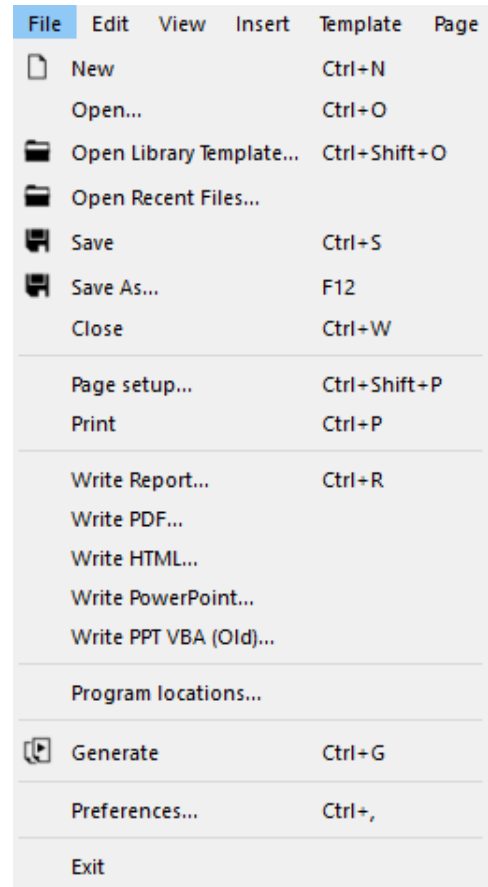 File Edit View Insert Template Page
New Ctrl+N
Open... Ctrl+O
Open Library Template... Ctrl+Shift+O
Open Recent Files...
Save Ctrl+S
Save As... F12
Close Ctrl+W
Page setup... Ctrl+Shift+P
Print Ctrl+P
Write Report... Ctrl+R
Write PDF...
Write HTML...
Write PowerPoint...
Write PPT VBA (Old)...
Program locations...
Generate Ctrl+G
Preferences... Ctrl+,
Exit